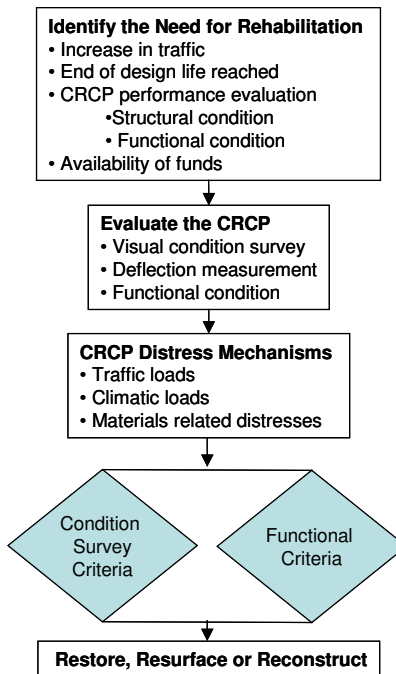 Identify the Need for Rehabilitation
• Increase in traffic
• End of design life reached
• CRCP performance evaluation
•Structural condition
• Functional condition
• Availability of funds
Evaluate the CRCP
• Visual condition survey
• Deflection measurement
• Functional condition
CRCP Distress Mechanisms
• Traffic loads
• Climatic loads
• Materials related distresses
Condition
Survey
Criteria
Functional
Criteria
Restore, Resurface or Reconstruct